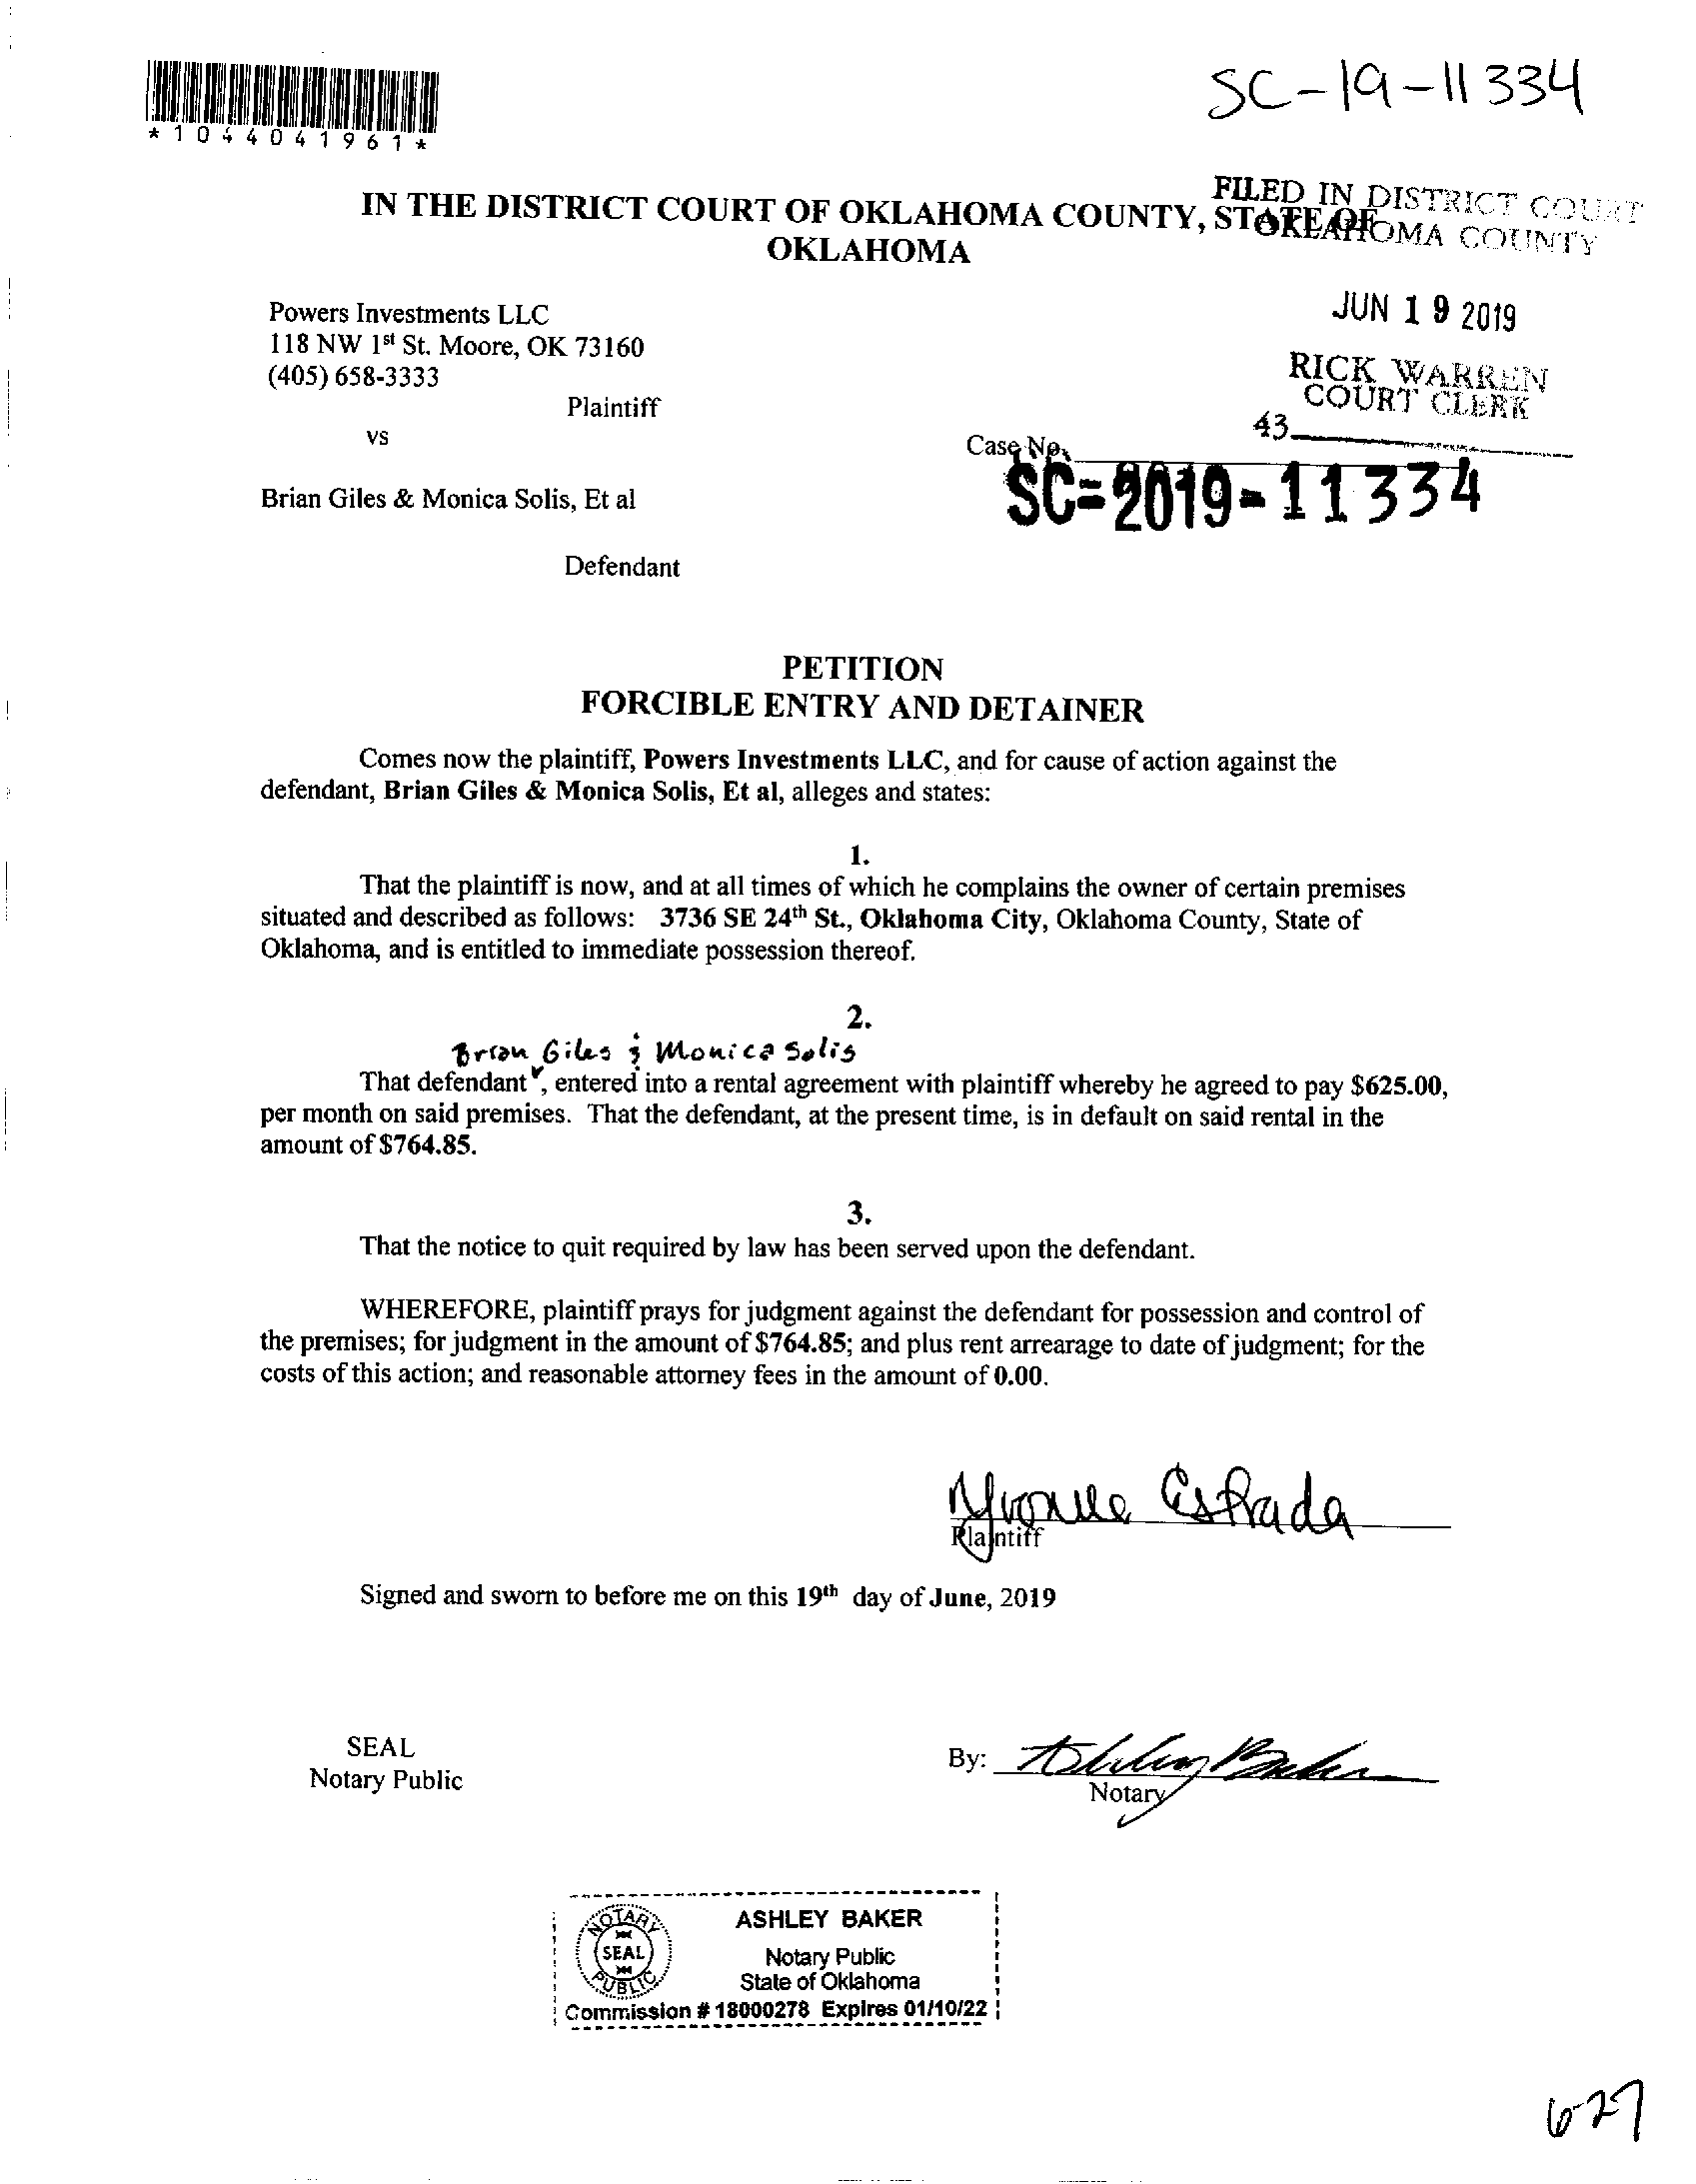 SC-19-11334
*1044041961*
FILED IN DISTRICT COURT
OKLAHOMA COUNTY
IN THE DISTRICT COURT OF OKLAHOMA COUNTY, STATE OF
OKLAHOMA
JUN 19 2019
RICK WARREN
COURT CLERK
43
Powers Investments LLC
118 NW 1st St. Moore, OK 73160
(405) 658-3333
Plaintiff
vs
Case No.
SC-2019-11334
Brian Giles & Monica Solis, Et al
Defendant
PETITION
FORCIBLE ENTRY AND DETAINER
Comes now the plaintiff, Powers Investments LLC, and for cause of action against the
defendant, Brian Giles & Monica Solis, Et al, alleges and states:
1.
That the plaintiff is now, and at all times of which he complains the owner of certain premises
situated and described as follows: 3736 SE 24th St., Oklahoma City, Oklahoma County, State of
Oklahoma, and is entitled to immediate possession thereof.
2.
Brian Giles & Monica Solis
That defendant, entered into a rental agreement with plaintiff whereby he agreed to pay $625.00,
per month on said premises. That the defendant, at the present time, is in default on said rental in the
amount of $764.85.
3.
That the notice to quit required by law has been served upon the defendant.
WHEREFORE, plaintiff prays for judgment against the defendant for possession and control of
the premises; for judgment in the amount of $764.85; and plus rent arrearage to date of judgment; for the
costs of this action; and reasonable attorney fees in the amount of 0.00.
Yvonne Estrada
Plaintiff
Signed and sworn to before me on this 19th day of June, 2019
SEAL
Notary Public
By: Ashley Baker
Notary
NOTARY
SEAL
PUBLIC
ASHLEY BAKER
Notary Public
State of Oklahoma
Commission # 18000278 Expires 01/10/22
6-27